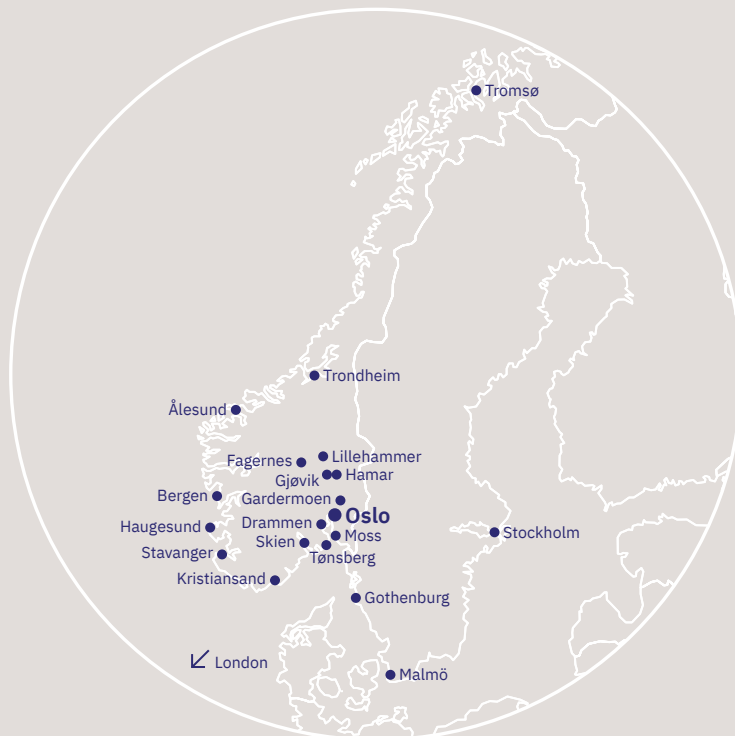 Tromsø
Trondheim
Ålesund
Lillehammer
Fagernes
Gjøvik
Hamar
Bergen
Gardermoen
Oslo
Drammen
Haugesund
Stockholm
Moss
Skien
Stavanger
Tønsberg
Kristiansand
Gothenburg
London
Malmö